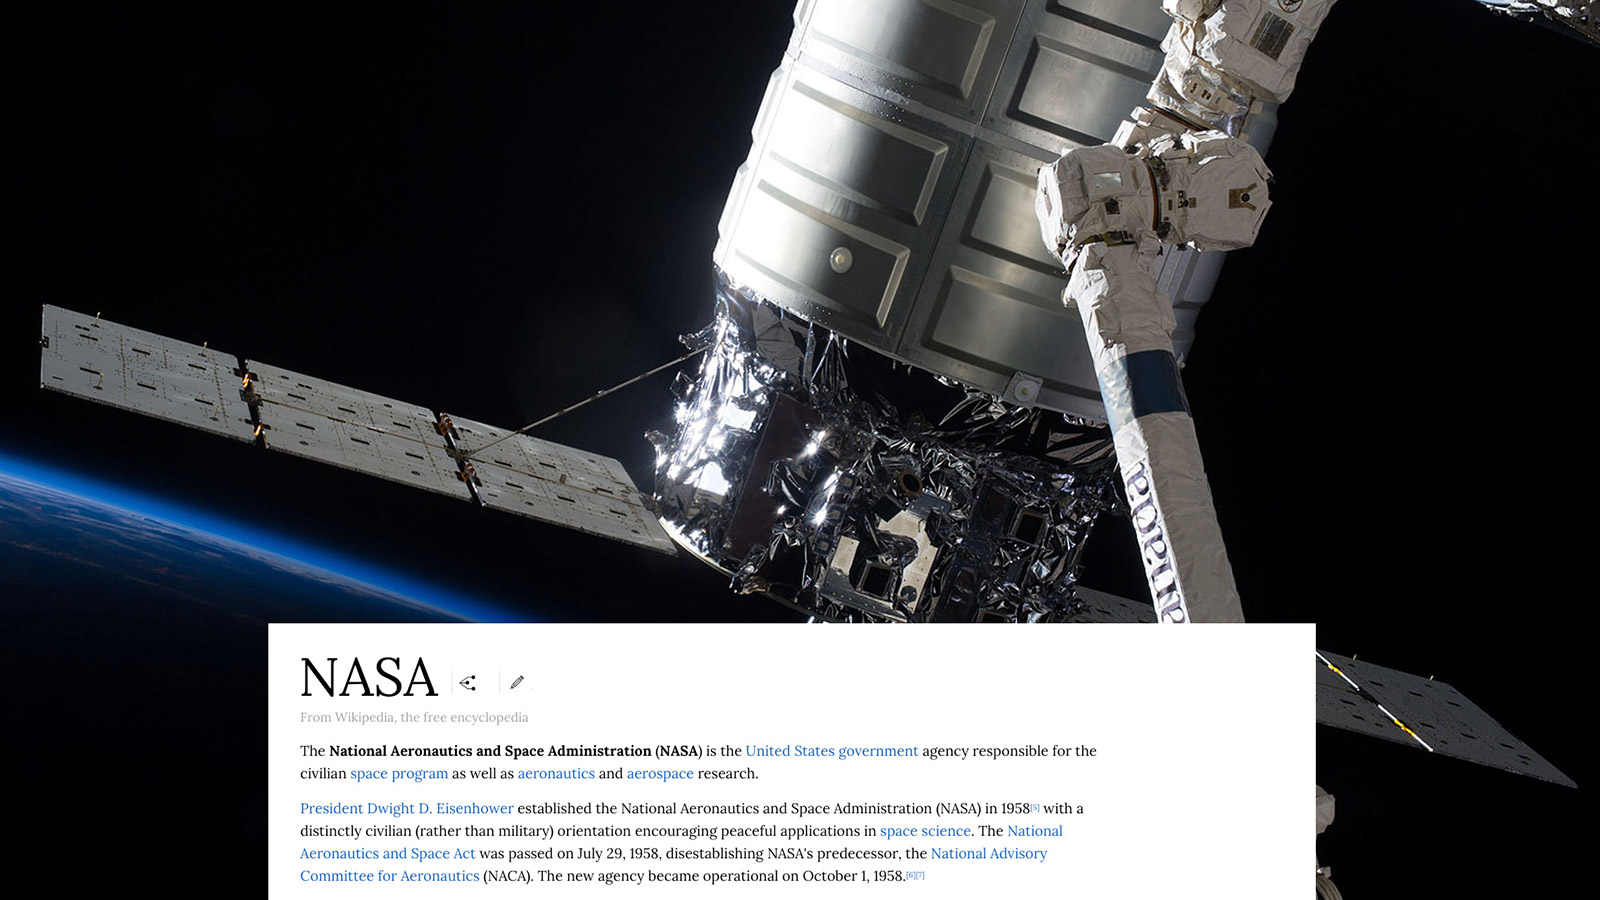 NASA
From Wikipedia, the free encyclopedia
The National Aeronautics and Space Administration (NASA) is the United States government agency responsible for the
civilian space program as well as aeronautics and aerospace research.
President Dwight D. Eisenhower established the National Aeronautics and Space Administration (NASA) in 1958[5] with a
distinctly civilian (rather than military) orientation encouraging peaceful applications in space science. The National
Aeronautics and Space Act was passed on July 29, 1958, disestablishing NASA's predecessor, the National Advisory
Committee for Aeronautics (NACA). The new agency became operational on October 1, 1958.[6][7]